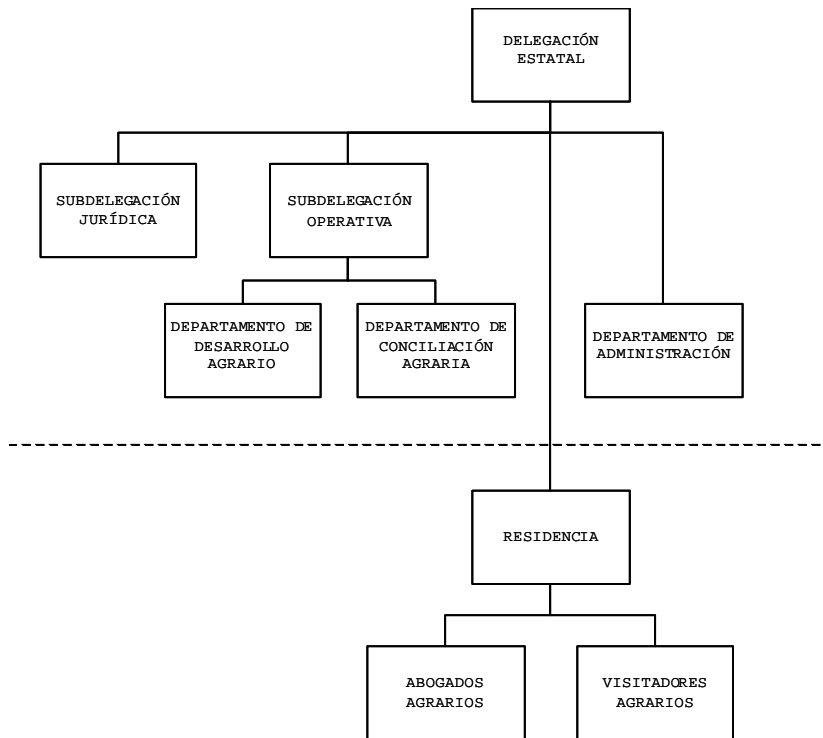 DELEGACIÓN
ESTATAL
SUBDELEGACIÓN
JURÍDICA
SUBDELEGACIÓN
OPERATIVA
DEPARTAMENTO DE
DESARROLLO
AGRARIO
DEPARTAMENTO DE
CONCILIACIÓN
AGRARIA
DEPARTAMENTO DE
ADMINISTRACIÓN
RESIDENCIA
ABOGADOS
AGRARIOS
VISITADORES
AGRARIOS